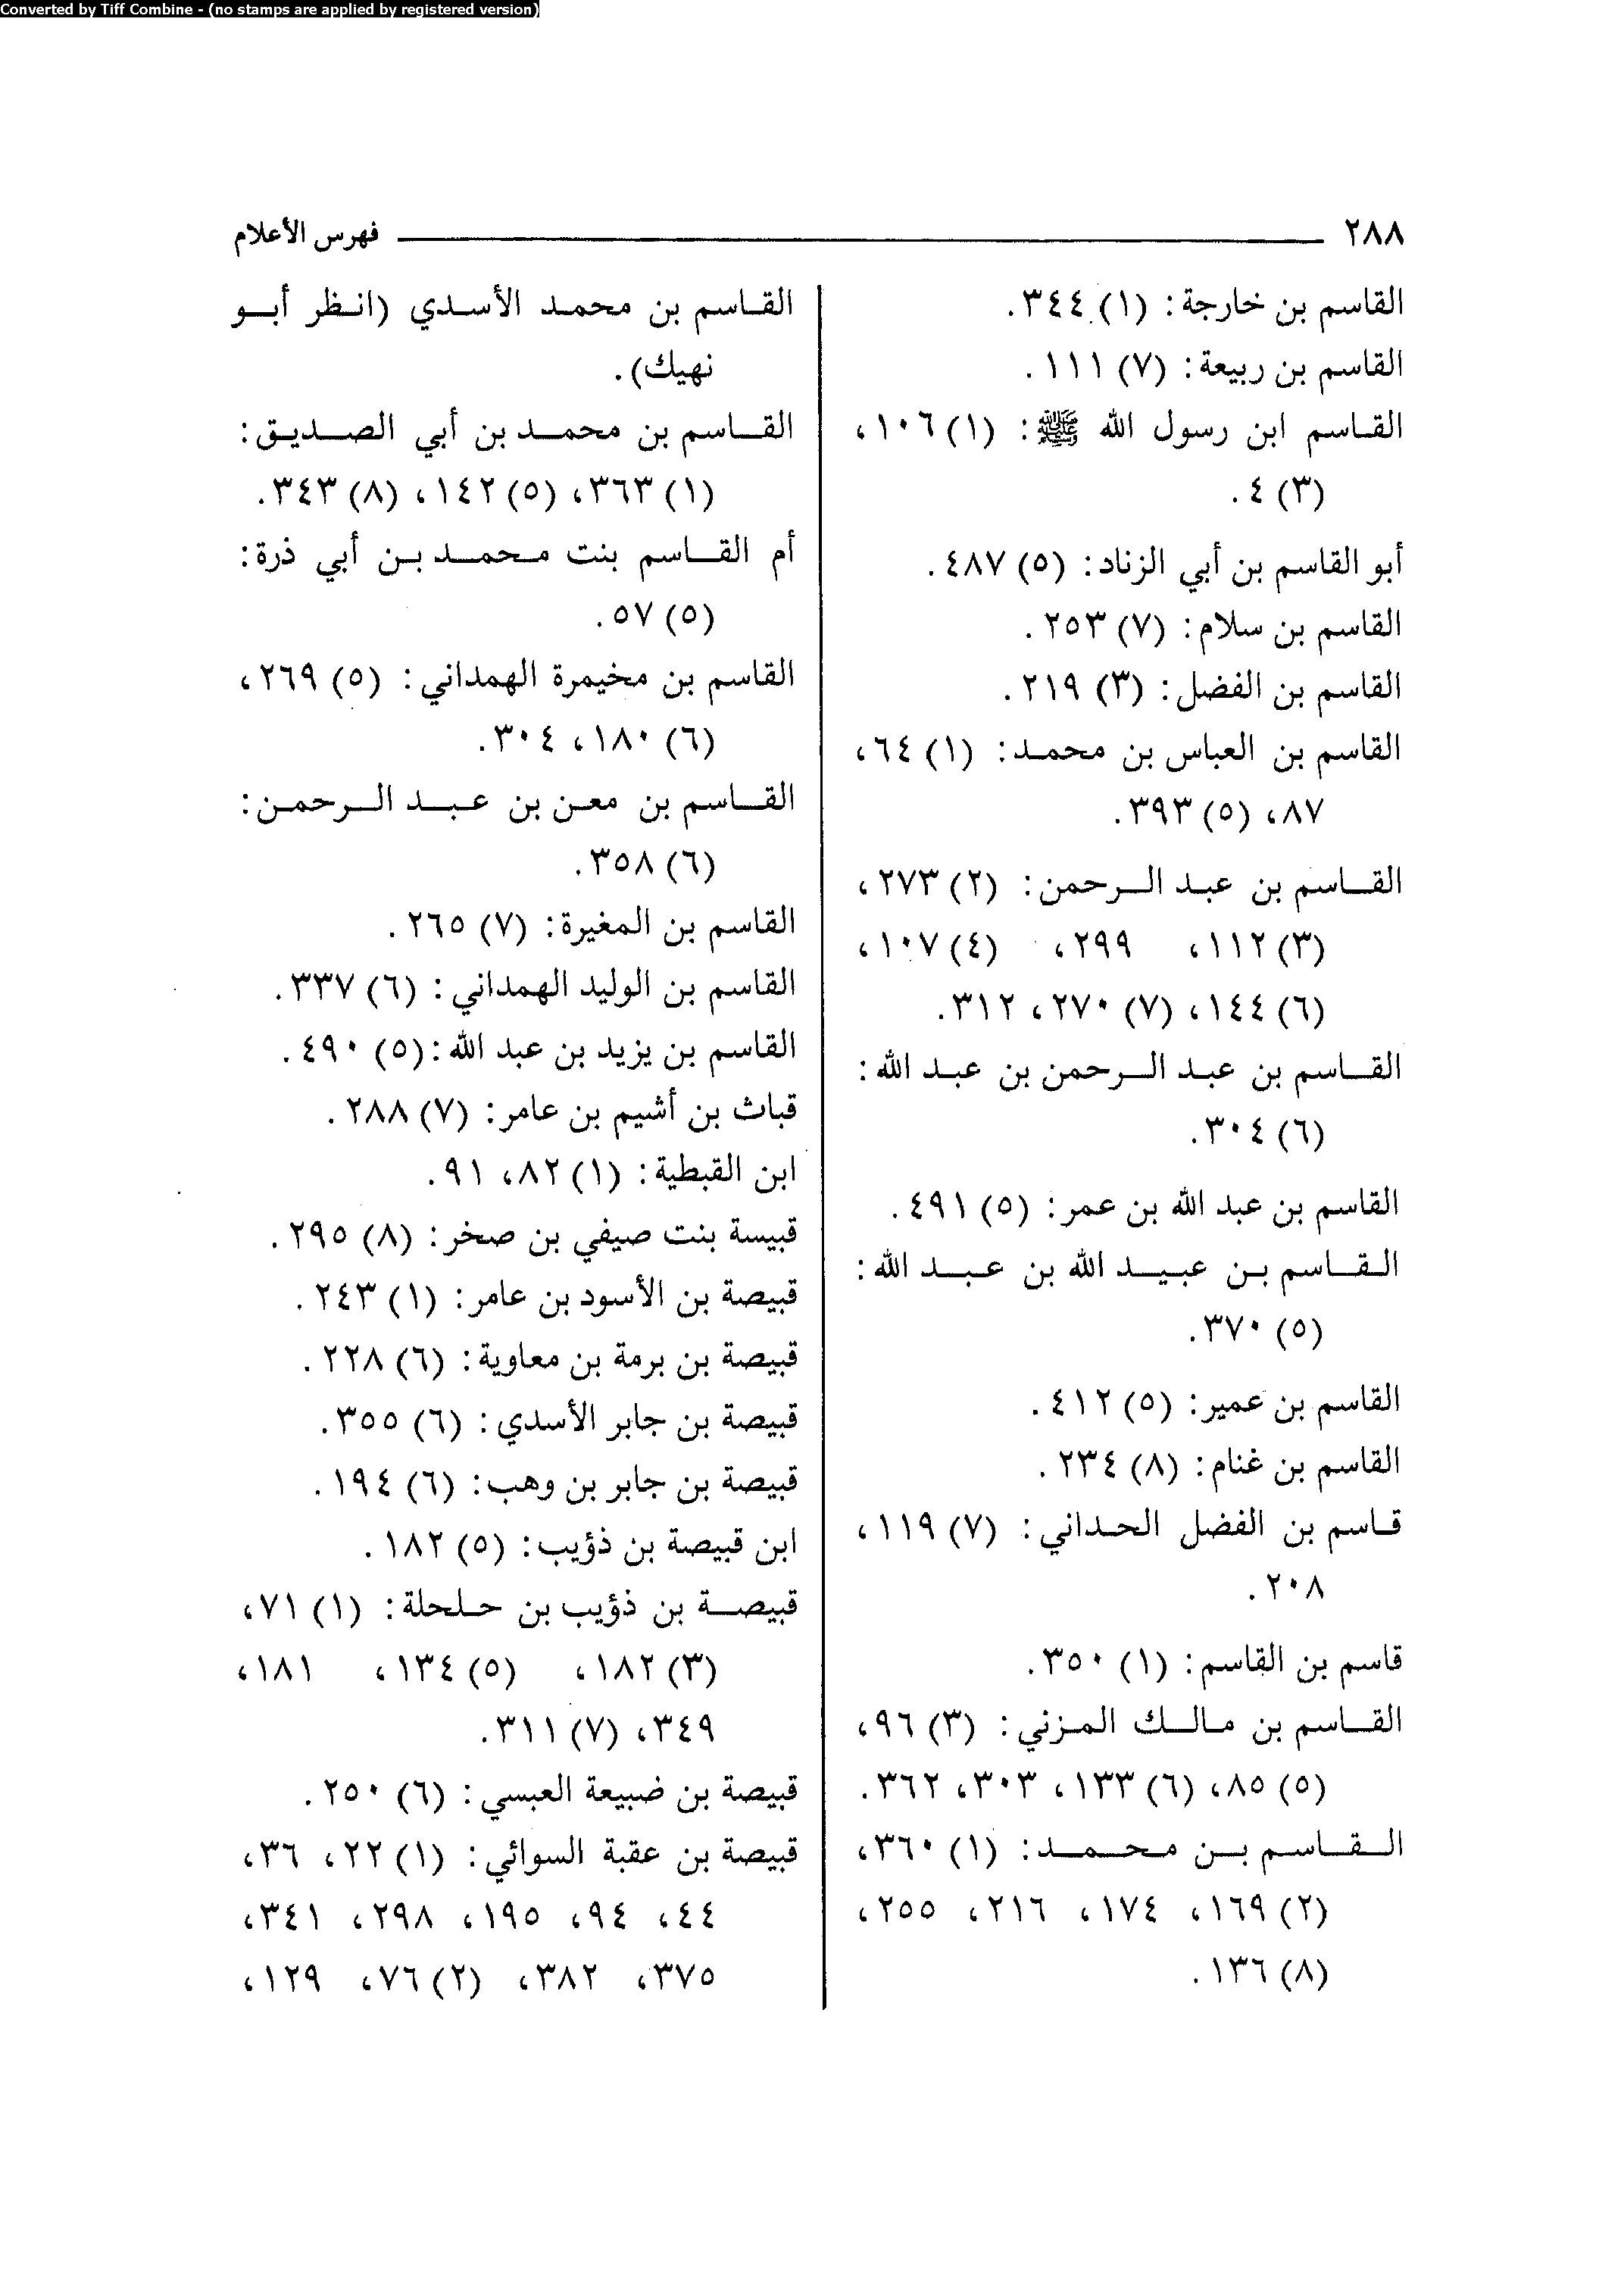 Converted by Tiff Combine - (no stamps are applied by registered version)
٢٨٨ فهرس الأعلام
القاسم بن خارجة: (١) ٣٤٤.
القاسم بن ربيعة: (٧) ١١١.
القاسم ابن رسول الله ﷺ: (١) ١٠٦،
(٣) ٤.
أبو القاسم بن أبي الزناد: (٥) ٤٨٧.
القاسم بن سلام: (٧) ٢٥٣.
القاسم بن الفضل: (٣) ٢١٩.
القاسم بن العباس بن محمد: (١) ٦٤،
٨٧، (٥) ٣٩٣.
القاسم بن عبد الرحمن: (٢) ٢٧٣،
(٣) ١١٢، ٢٩٩، (٤) ١٠٧،
(٦) ١٤٤، (٧) ٢٧٠، ٣١٢.
القاسم بن عبد الرحمن بن عبد الله:
(٦) ٣٠٤.
القاسم بن عبد الله بن عمر: (٥) ٤٩١.
القاسم بن عبيد الله بن عبد الله:
(٥) ٣٧٠.
القاسم بن عمير: (٥) ٤١٢.
القاسم بن غنام: (٨) ٢٣٤.
قاسم بن الفضل الحداني: (٧) ١١٩،
٢٠٨.
قاسم بن القاسم: (١) ٣٥٠.
القاسم بن مالك المزني: (٣) ٩٦،
(٥) ٨٥، (٦) ١٣٣، ٣٠٣، ٣٦٢.
القاسم بن محمد: (١) ٣٦٠،
(٢) ١٦٩، ١٧٤، ٢١٦، ٢٥٥،
(٨) ١٣٦.
القاسم بن محمد الأسدي (انظر أبو
نهيك).
القاسم بن محمد بن أبي الصديق:
(١) ٣٦٣، (٥) ١٤٢، (٨) ٣٤٣.
أم القاسم بنت محمد بن أبي ذرة:
(٥) ٥٧.
القاسم بن مخيمرة الهمداني: (٥) ٢٦٩،
(٦) ١٨٠، ٣٠٤.
القاسم بن معن بن عبد الرحمن:
(٦) ٣٥٨.
القاسم بن المغيرة: (٧) ٢٦٥.
القاسم بن الوليد الهمداني: (٦) ٣٣٧.
القاسم بن يزيد بن عبد الله: (٥) ٤٩٠.
قباث بن أشيم بن عامر: (٧) ٢٨٨.
ابن القبطية: (١) ٨٢، ٩١.
قبيسة بنت صيفي بن صخر: (٨) ٢٩٥.
قبيصة بن الأسود بن عامر: (١) ٢٤٣.
قبيصة بن برمة بن معاوية: (٦) ٢٢٨.
قبيصة بن جابر الأسدي: (٦) ٣٥٥.
قبيصة بن جابر بن وهب: (٦) ١٩٤.
ابن قبيصة بن ذؤيب: (٥) ١٨٢.
قبيصة بن ذؤيب بن حلحلة: (١) ٧١،
(٣) ١٨٢، (٥) ١٣٤، ١٨١،
٣٤٩، (٧) ٣١١.
قبيصة بن ضبيعة العبسي: (٦) ٢٥٠.
قبيصة بن عقبة السوائي: (١) ٢٢، ٣٦،
٤٤، ٩٤، ١٩٥، ٢٩٨، ٣٤١،
٣٧٥، ٣٨٢، (٢) ٧٦، ١٢٩،